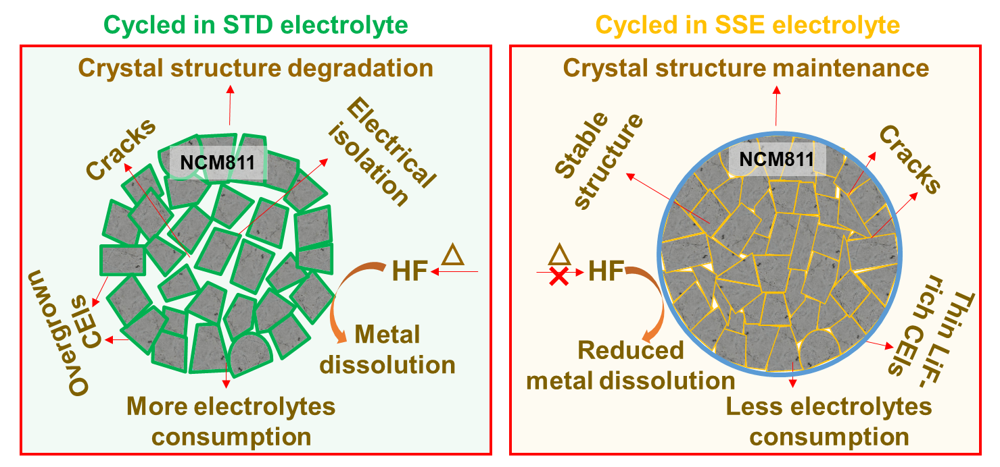 Cycled in STD electrolyte
Crystal structure degradation
Cracks
Electrical
isolation
NCM811
HF
△
Overgrown
CEIs
Metal
dissolution
More electrolytes
consumption
Cycled in SSE electrolyte
Crystal structure maintenance
Stable
structure
NCM811
Cracks
△
HF
Reduced
metal dissolution
Thin LiF-
rich CEIs
Less electrolytes
consumption